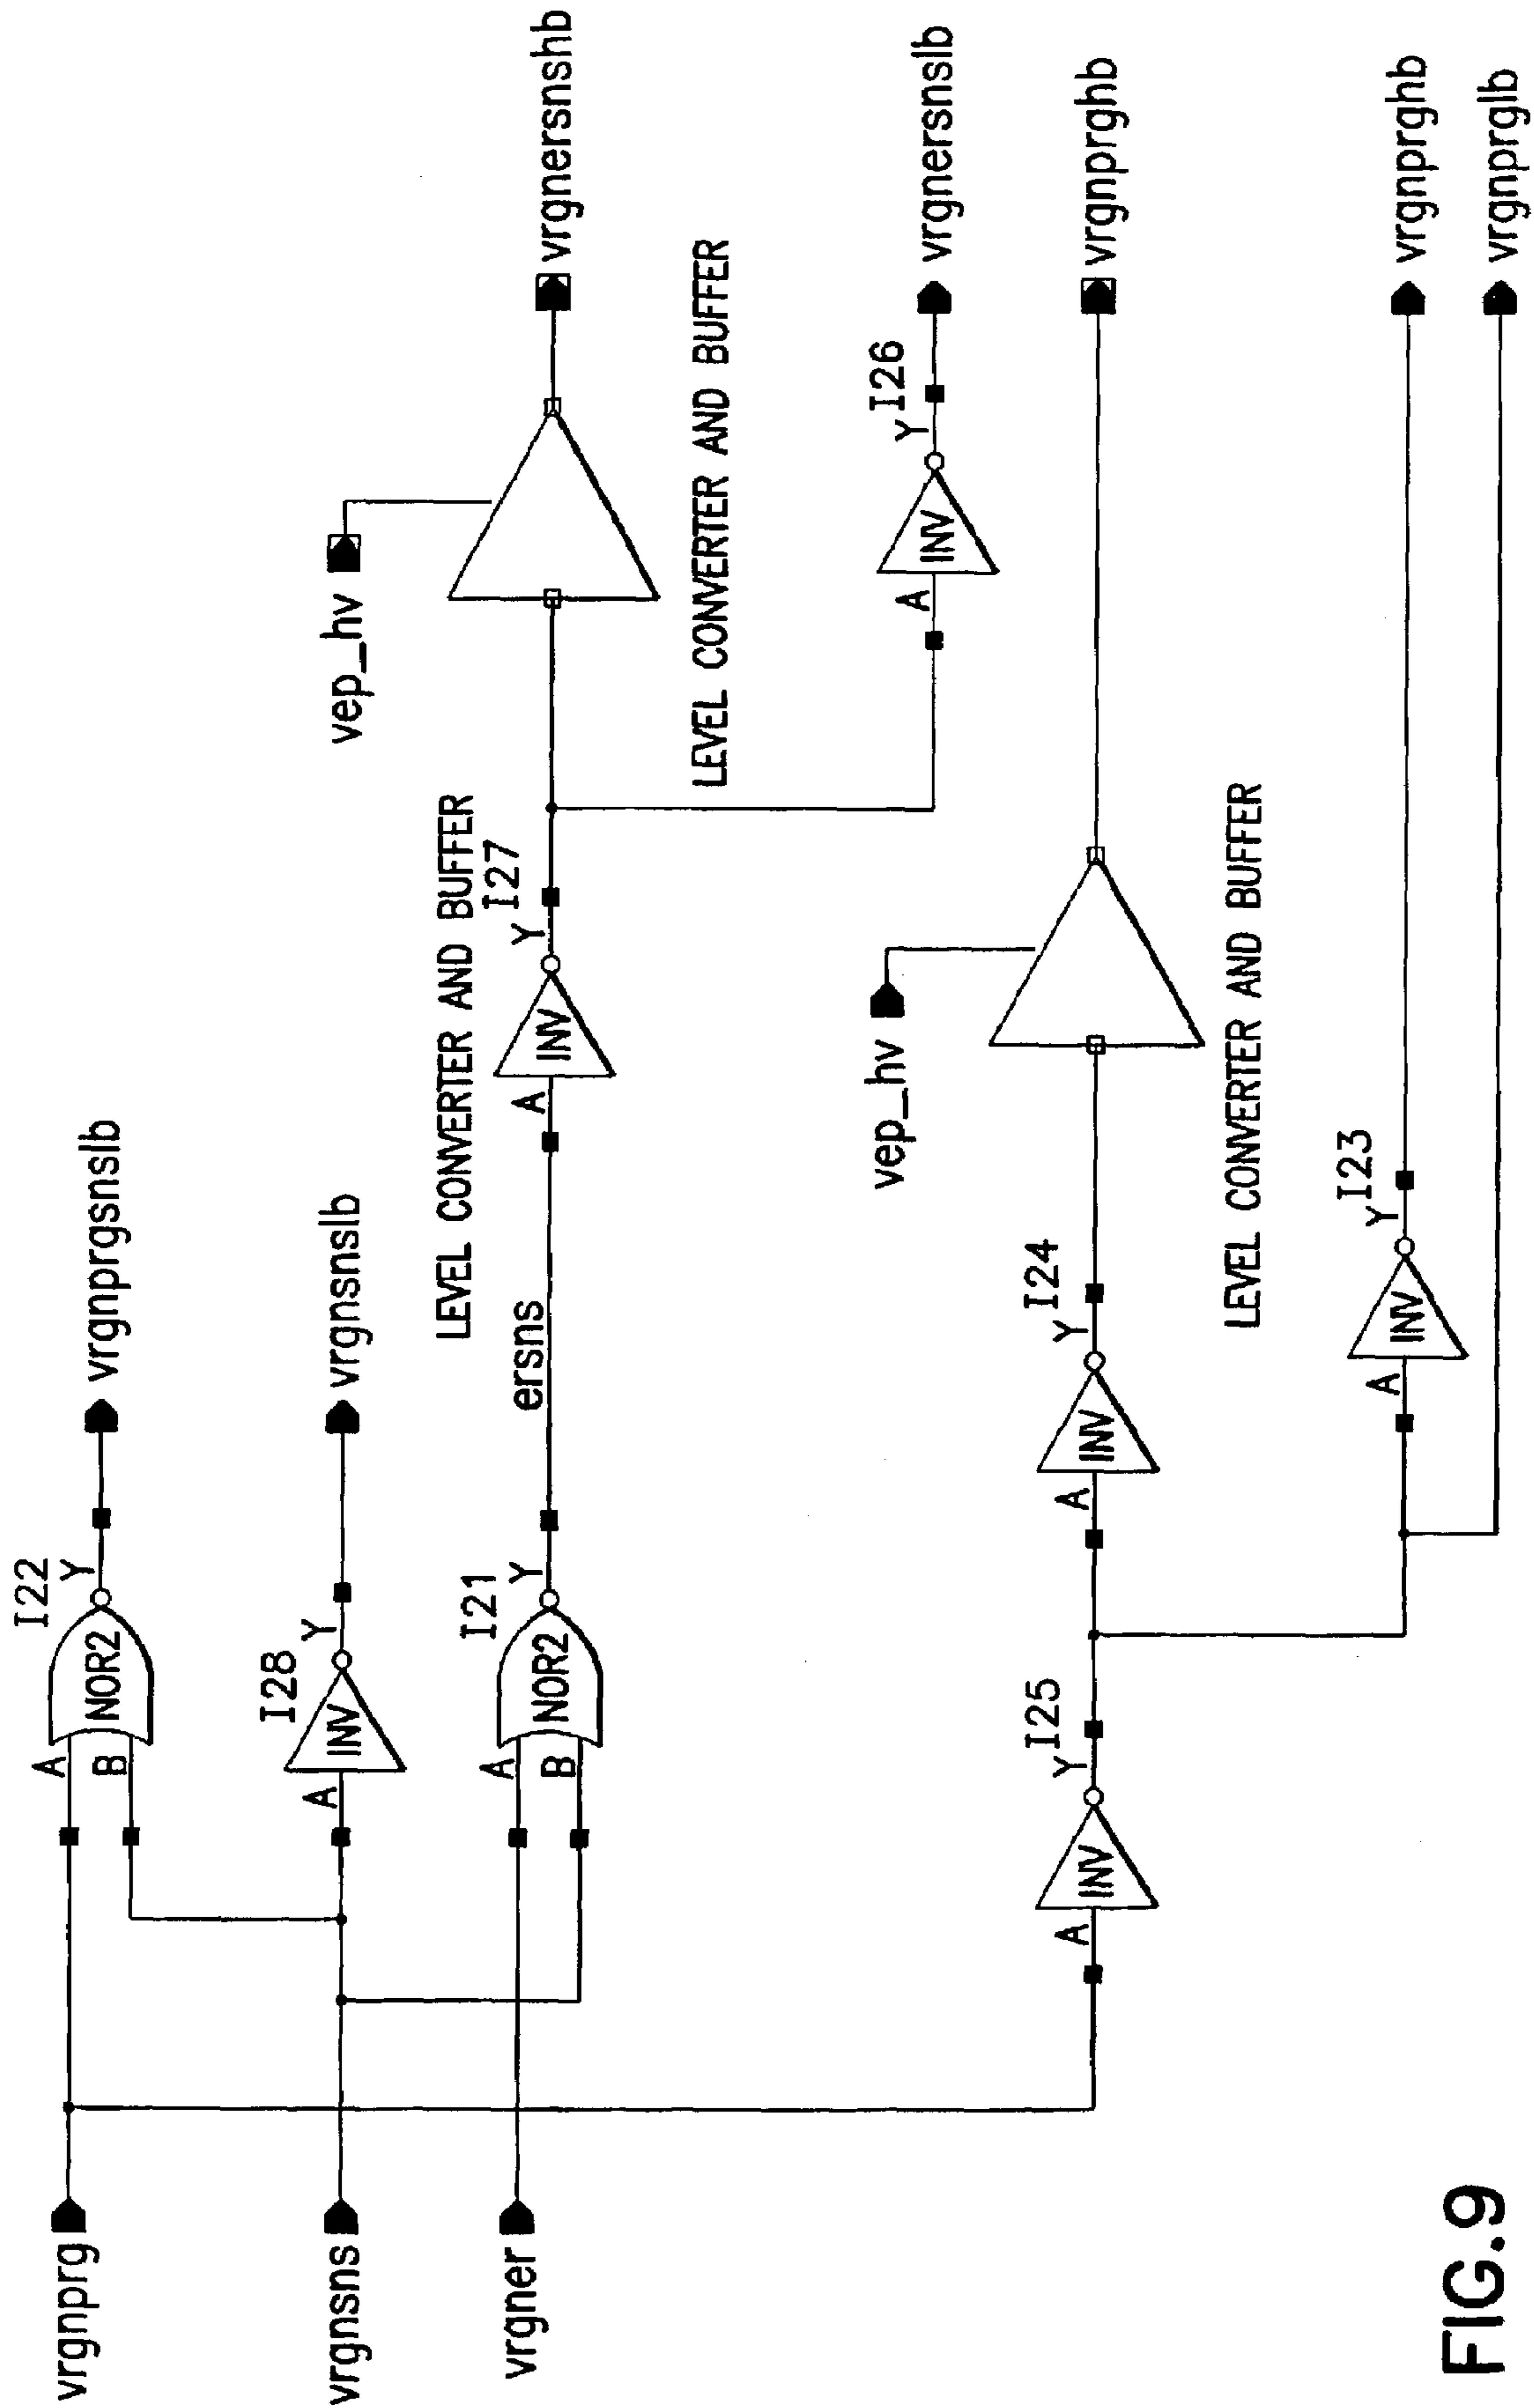 I22
vrgnprg
A
B
NOR2
Y
vrgnprgsnslb
I28
vrgnsns
A
INV
Y
vrgnsnslb
vep_hv
LEVEL CONVERTER AND BUFFER
I21
vrgner
A
B
NOR2
Y
ersns
A
INV
Y
I27
vrgnersnshb
LEVEL CONVERTER AND BUFFER
A
INV
Y
I26
vrgnersnslb
vep_hv
A
INV
Y
I25
A
INV
Y
I24
vrgnprghb
LEVEL CONVERTER AND BUFFER
A
INV
Y
I23
vrgnprghb
vrgnprglb
FIG.9